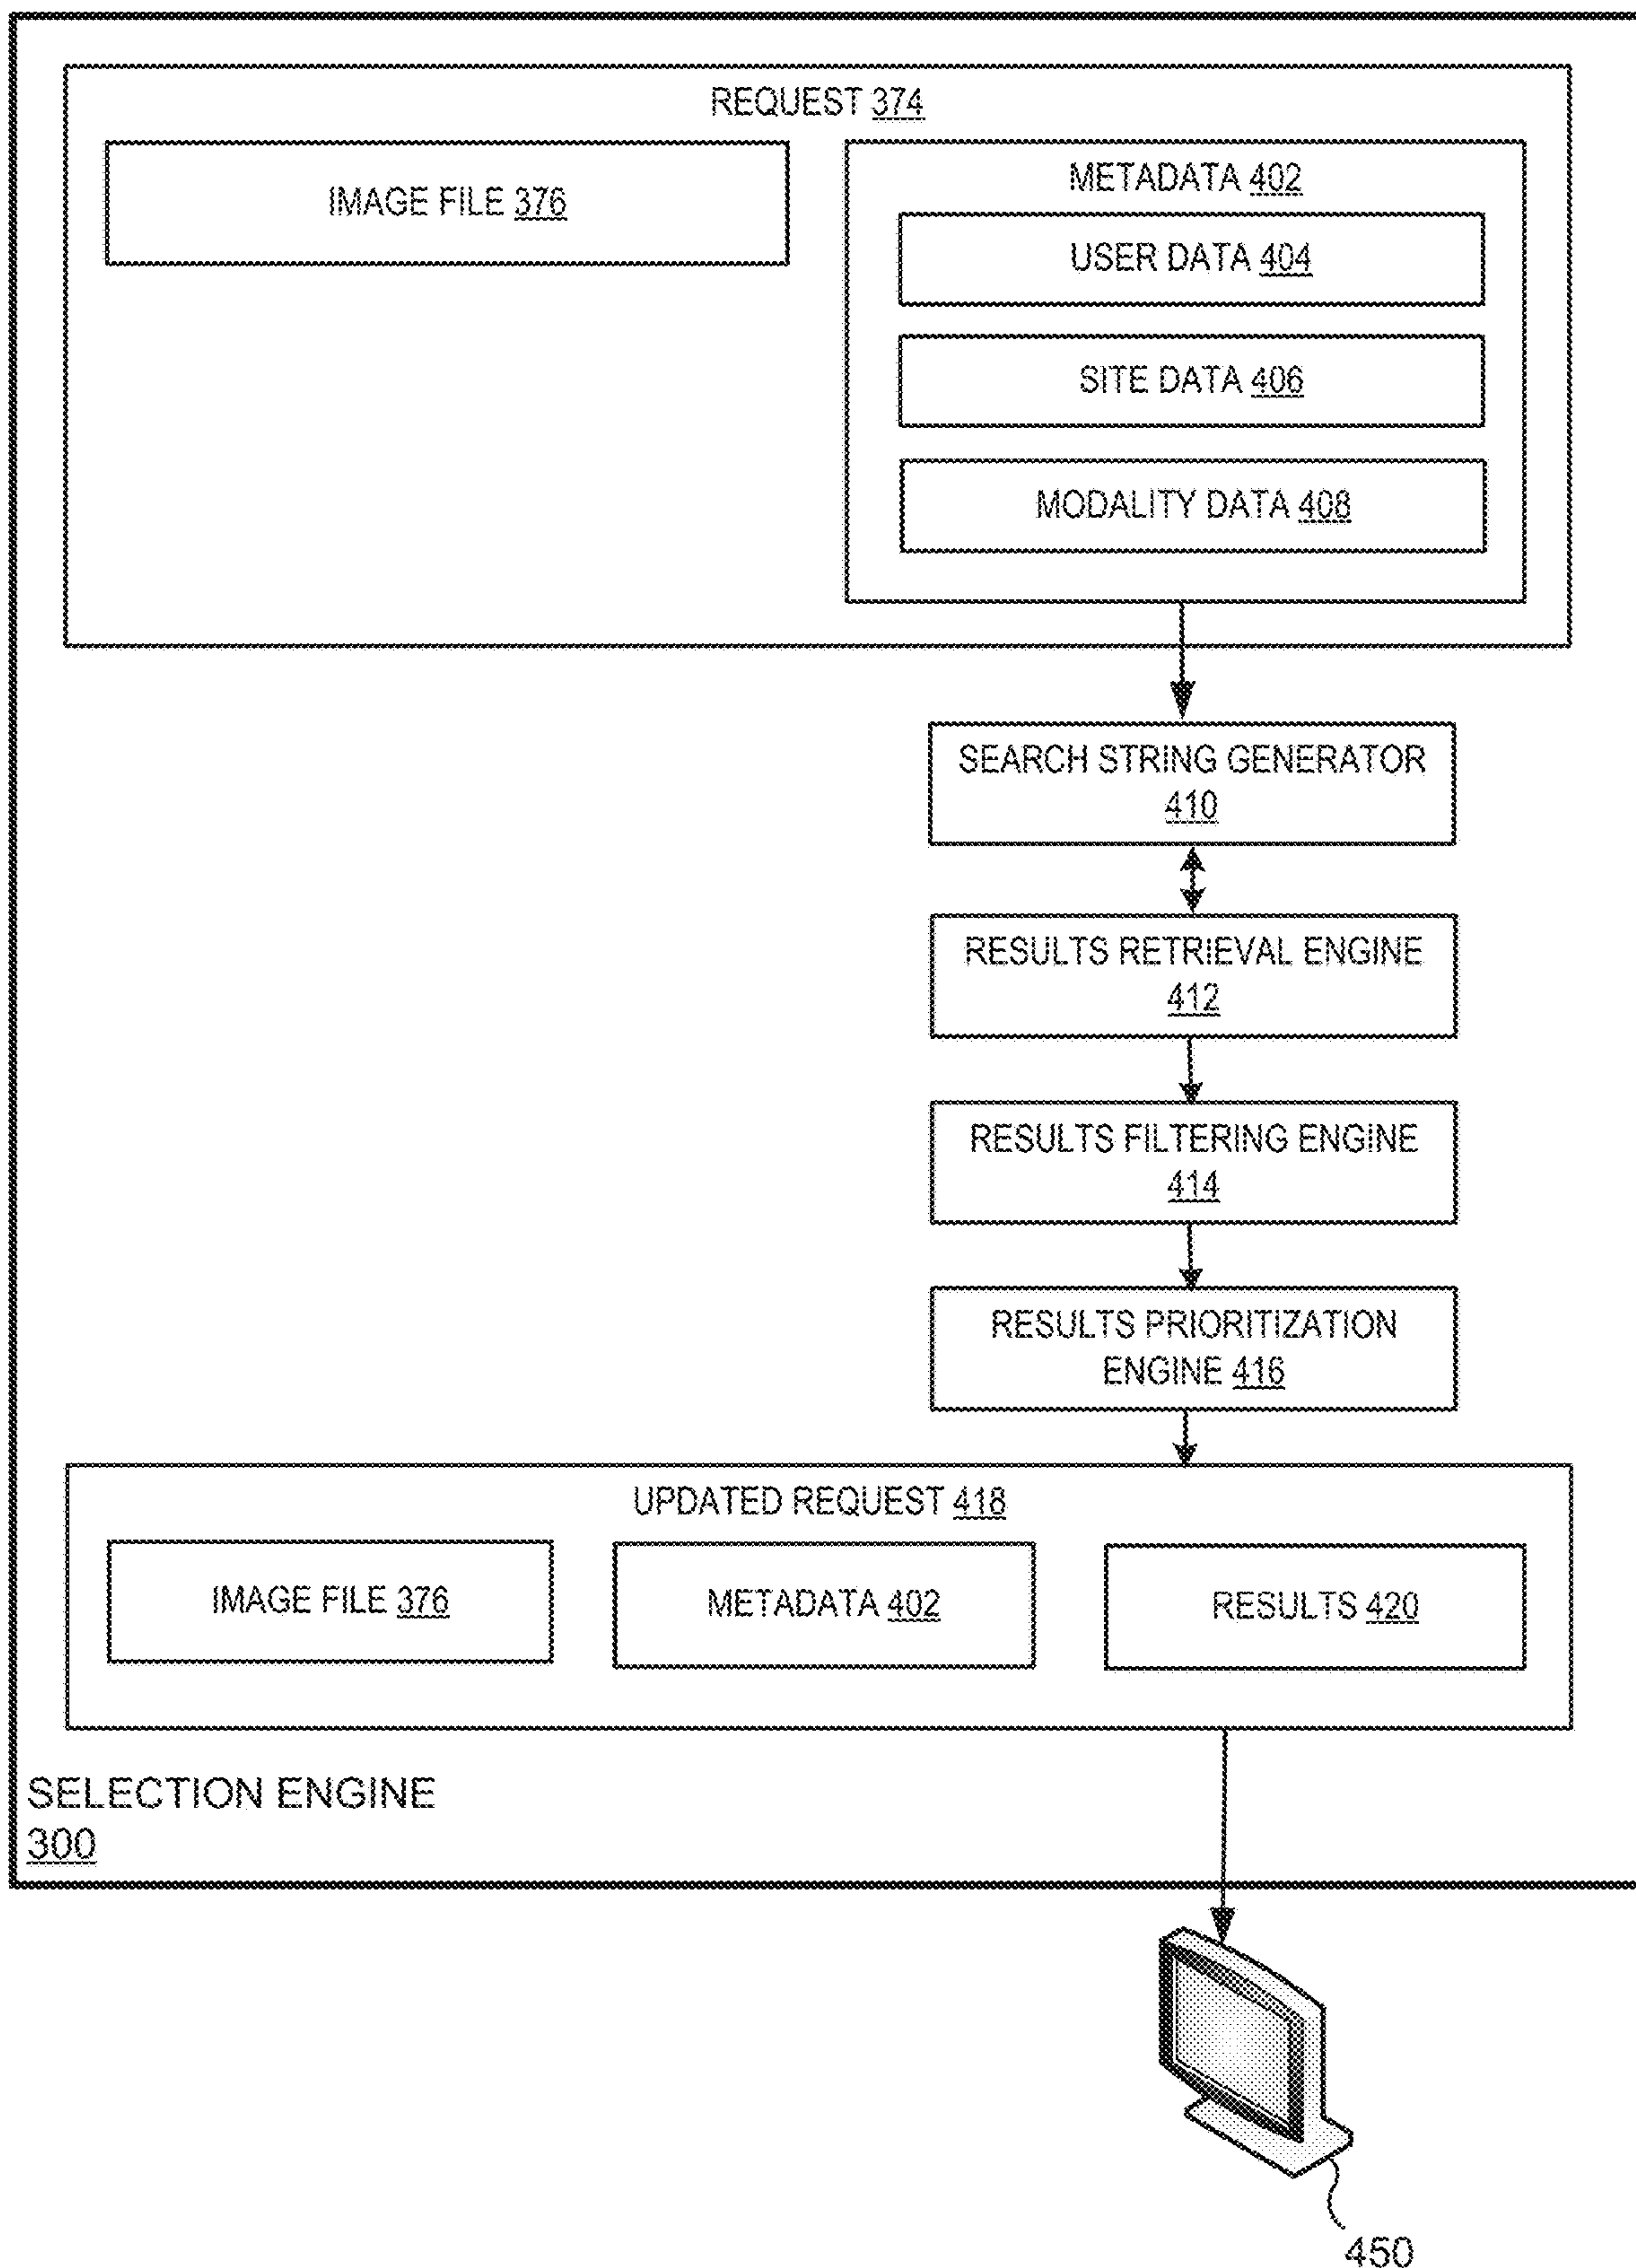 REQUEST 374
IMAGE FILE 376
METADATA 402
USER DATA 404
SITE DATA 406
MODALITY DATA 408
SEARCH STRING GENERATOR
410
RESULTS RETRIEVAL ENGINE
412
RESULTS FILTERING ENGINE
414
RESULTS PRIORITIZATION
ENGINE 416
UPDATED REQUEST 418
IMAGE FILE 376
METADATA 402
RESULTS 420
SELECTION ENGINE
300
450